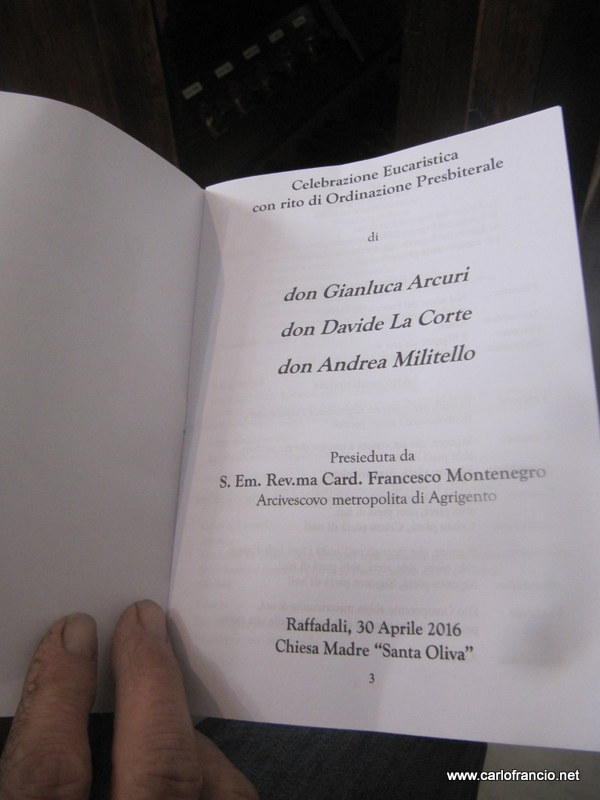 Celebrazione Eucaristica
con rito di Ordinazione Presbiterale
di
don Gianluca Arcuri
don Davide La Corte
don Andrea Militello
Presieduta da
S. Em. Rev.ma Card. Francesco Montenegro
Arcivescovo metropolita di Agrigento
Raffadali, 30 Aprile 2016
Chiesa Madre “Santa Oliva”
3
www.carlofrancio.net